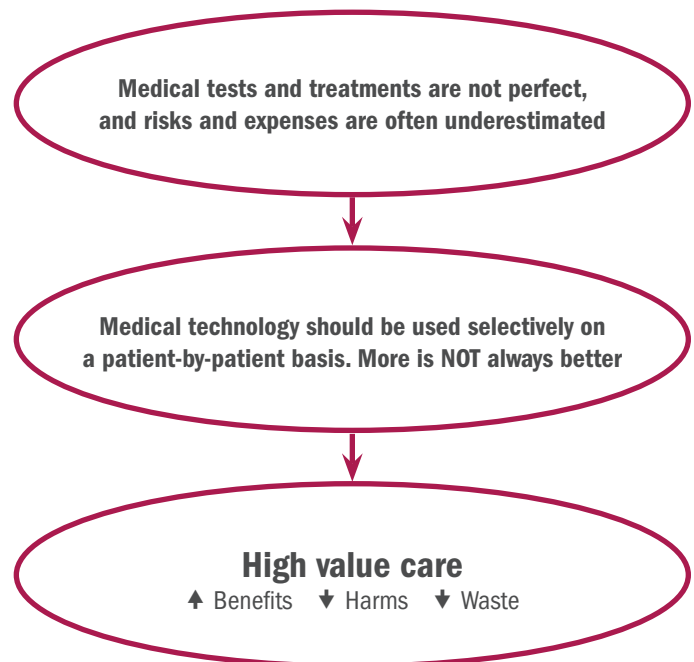 Medical tests and treatments are not perfect,
and risks and expenses are often underestimated
Medical technology should be used selectively on
a patient-by-patient basis. More is NOT always better
High value care
↑ Benefits ↓ Harms ↓ Waste